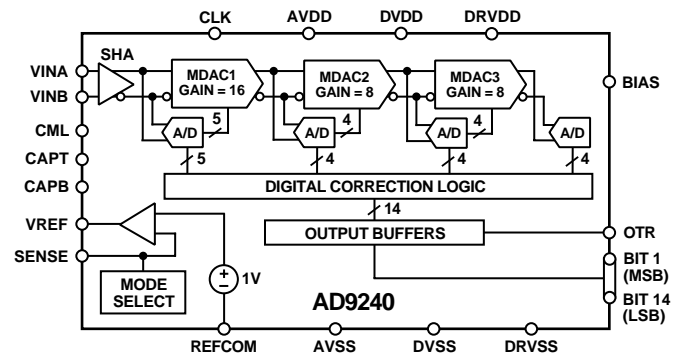 CLK AVDD DVDD DRVDD
SHA
VINA
VINB
CML
CAPT
CAPB
VREF
SENSE
MDAC1
GAIN = 16
MDAC2
GAIN = 8
MDAC3
GAIN = 8
BIAS
5 4 4
A/D A/D A/D A/D
5 4 4 4
DIGITAL CORRECTION LOGIC
14
OUTPUT BUFFERS
OTR
BIT 1
(MSB)
BIT 14
(LSB)
MODE
SELECT
1V
AD9240
REFCOM AVSS DVSS DRVSS